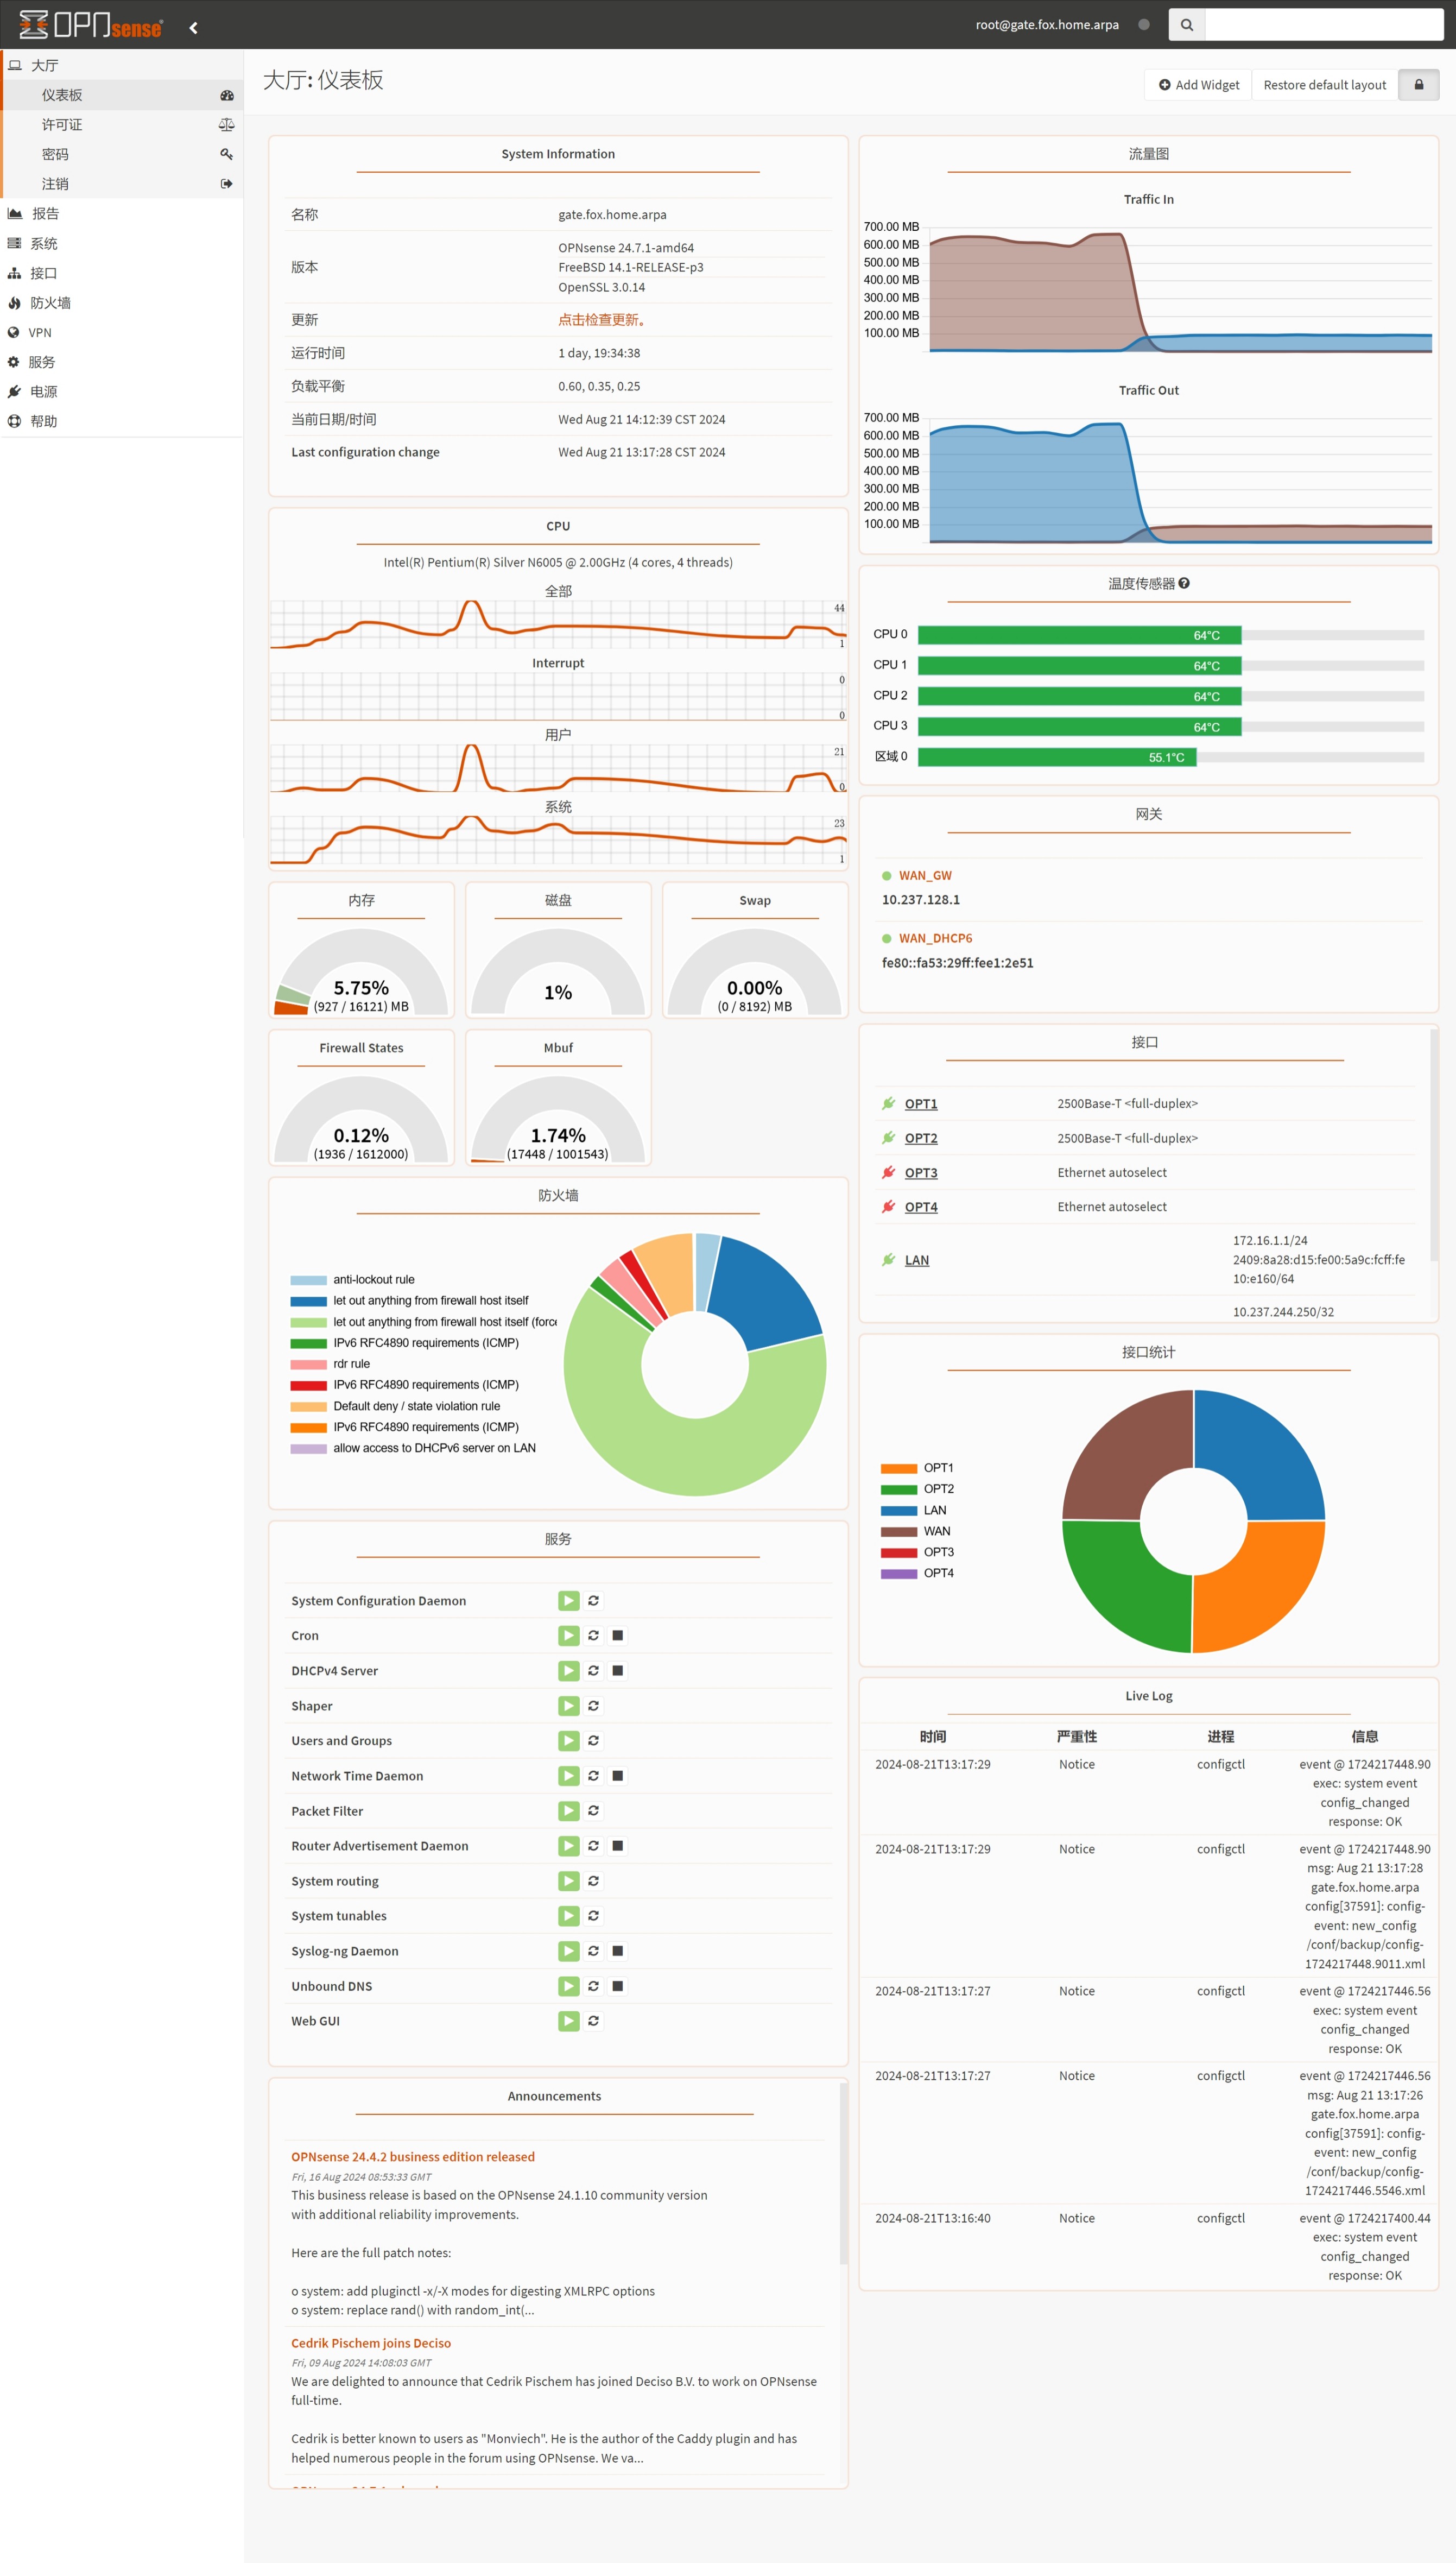 OPNsense
root@gate.fox.home.arpa
大厅
仪表板
许可证
密码
注销
报告
系统
接口
防火墙
VPN
服务
电源
帮助
大厅: 仪表板
Add Widget
Restore default layout
System Information
名称 gate.fox.home.arpa
版本
OPNsense 24.7.1-amd64
FreeBSD 14.1-RELEASE-p3
OpenSSL 3.0.14
更新 点击检查更新。
运行时间 1 day, 19:34:38
负载平衡 0.60, 0.35, 0.25
当前日期/时间 Wed Aug 21 14:12:39 CST 2024
Last configuration change Wed Aug 21 13:17:28 CST 2024
CPU
Intel(R) Pentium(R) Silver N6005 @ 2.00GHz (4 cores, 4 threads)
全部
44
1
Interrupt
0
0
用户
21
0
系统
23
1
内存
5.75%
(927 / 16121) MB
磁盘
1%
Swap
0.00%
(0 / 8192) MB
Firewall States
0.12%
(1936 / 1612000)
Mbuf
1.74%
(17448 / 1001543)
防火墙
anti-lockout rule
let out anything from firewall host itself
let out anything from firewall host itself (forc
IPv6 RFC4890 requirements (ICMP)
rdr rule
IPv6 RFC4890 requirements (ICMP)
Default deny / state violation rule
IPv6 RFC4890 requirements (ICMP)
allow access to DHCPv6 server on LAN
服务
System Configuration Daemon
Cron
DHCPv4 Server
Shaper
Users and Groups
Network Time Daemon
Packet Filter
Router Advertisement Daemon
System routing
System tunables
Syslog-ng Daemon
Unbound DNS
Web GUI
Announcements
OPNsense 24.4.2 business edition released
Fri, 16 Aug 2024 08:53:33 GMT
This business release is based on the OPNsense 24.1.10 community version
with additional reliability improvements.
Here are the full patch notes:
o system: add pluginctl -x/-X modes for digesting XMLRPC options
o system: replace rand() with random_int(...
Cedrik Pischem joins Deciso
Fri, 09 Aug 2024 14:08:03 GMT
We are delighted to announce that Cedrik Pischem has joined Deciso B.V. to work on OPNsense
full-time.
Cedrik is better known to users as "Monviech". He is the author of the Caddy plugin and has
helped numerous people in the forum using OPNsense. We va...
流量图
Traffic In
700.00 MB
600.00 MB
500.00 MB
400.00 MB
300.00 MB
200.00 MB
100.00 MB
Traffic Out
700.00 MB
600.00 MB
500.00 MB
400.00 MB
300.00 MB
200.00 MB
100.00 MB
温度传感器
CPU 0 64°C
CPU 1 64°C
CPU 2 64°C
CPU 3 64°C
区域 0 55.1°C
网关
WAN_GW
10.237.128.1
WAN_DHCP6
fe80::fa53:29ff:fee1:2e51
接口
OPT1 2500Base-T <full-duplex>
OPT2 2500Base-T <full-duplex>
OPT3 Ethernet autoselect
OPT4 Ethernet autoselect
LAN
172.16.1.1/24
2409:8a28:d15:fe00:5a9c:fcff:fe
10:e160/64
10.237.244.250/32
接口统计
OPT1
OPT2
LAN
WAN
OPT3
OPT4
Live Log
时间 严重性 进程 信息
2024-08-21T13:17:29 Notice configctl event @ 1724217448.90
exec: system event
config_changed
response: OK
2024-08-21T13:17:29 Notice configctl event @ 1724217448.90
msg: Aug 21 13:17:28
gate.fox.home.arpa
config[37591]: config-
event: new_config
/conf/backup/config-
1724217448.9011.xml
2024-08-21T13:17:27 Notice configctl event @ 1724217446.56
exec: system event
config_changed
response: OK
2024-08-21T13:17:27 Notice configctl event @ 1724217446.56
msg: Aug 21 13:17:26
gate.fox.home.arpa
config[37591]: config-
event: new_config
/conf/backup/config-
1724217446.5546.xml
2024-08-21T13:16:40 Notice configctl event @ 1724217400.44
exec: system event
config_changed
response: OK